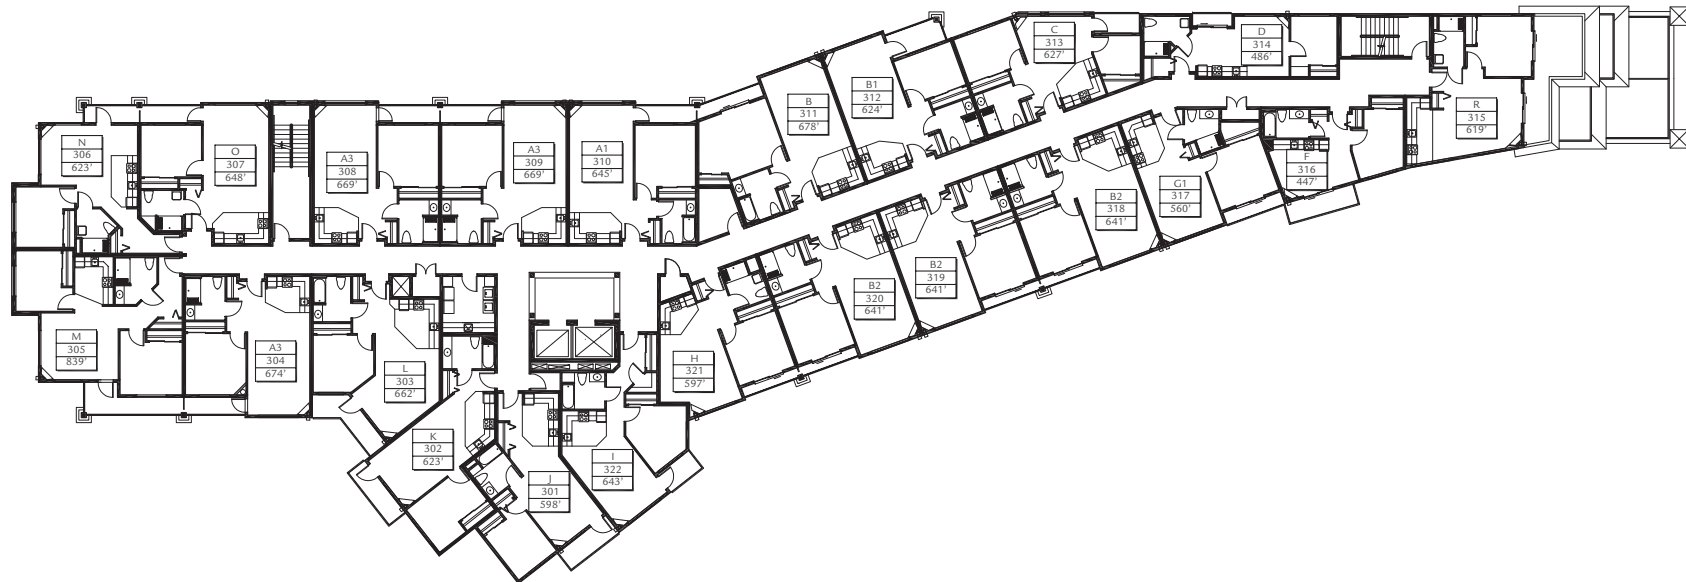 C
313
627'
D
314
486'
B1
312
624'
B
311
678'
R
315
619'
N
306
623'
O
307
648'
A3
308
669'
A3
309
669'
A1
310
645'
F
316
447'
G1
317
560'
B2
318
641'
B2
319
641'
B2
320
641'
M
305
839'
A3
304
674'
L
303
662'
H
321
597'
K
302
623'
I
322
643'
J
301
598'